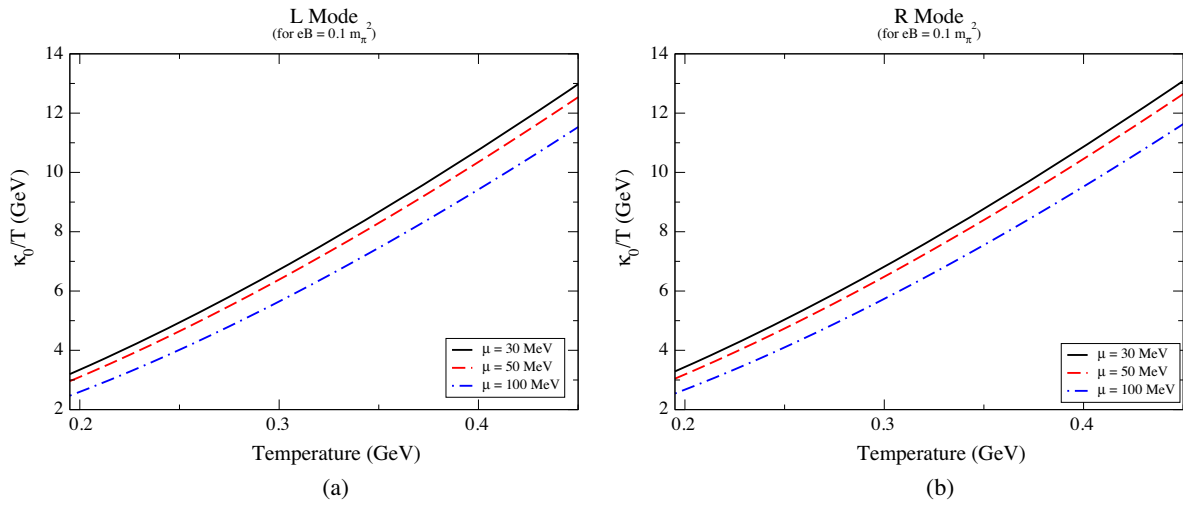 L Mode
(for eB = 0.1 m_π^2)
14
12
10
8
6
4
2
κ_0/T (GeV)
μ = 30 MeV
μ = 50 MeV
μ = 100 MeV
0.2
0.3
0.4
Temperature (GeV)
(a)
R Mode
(for eB = 0.1 m_π^2)
14
12
10
8
6
4
2
κ_0/T (GeV)
μ = 30 MeV
μ = 50 MeV
μ = 100 MeV
0.2
0.3
0.4
Temperature (GeV)
(b)